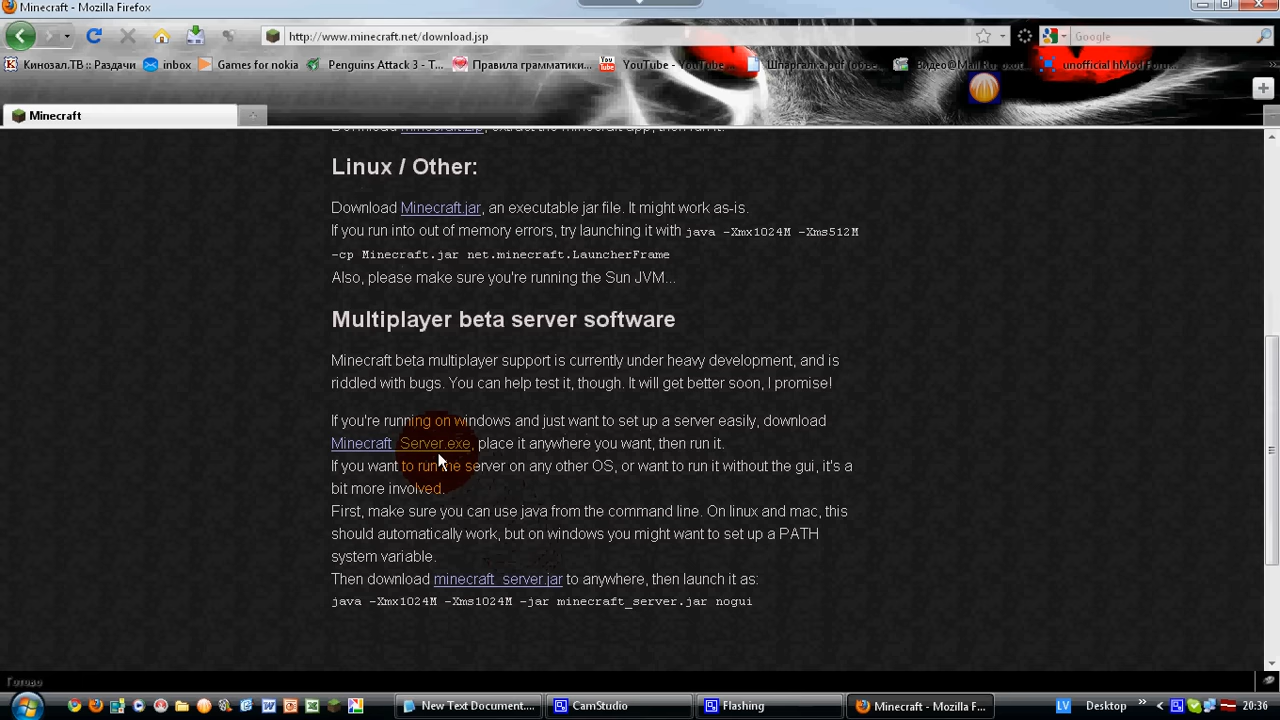 Minecraft - Mozilla Firefox
http://www.minecraft.net/download.jsp
Google
Кинозал.ТВ :: Раздачи
inbox
Games for nokia
Penguins Attack 3 - T...
Правила грамматики...
YouTube - YouTube...
Шпаргалка.pdf (объе...
Видео@Mail.Ru
unofficial hMod Foru...
Minecraft
Download minecraft.zip, extract the minecraft app, then run it.
Linux / Other:
Download Minecraft.jar, an executable jar file. It might work as-is.
If you run into out of memory errors, try launching it with java -Xmx1024M -Xms512M
-cp Minecraft.jar net.minecraft.LauncherFrame
Also, please make sure you're running the Sun JVM...
Multiplayer beta server software
Minecraft beta multiplayer support is currently under heavy development, and is
riddled with bugs. You can help test it, though. It will get better soon, I promise!
If you're running on windows and just want to set up a server easily, download
Minecraft_Server.exe, place it anywhere you want, then run it.
If you want to run the server on any other OS, or want to run it without the gui, it's a
bit more involved.
First, make sure you can use java from the command line. On linux and mac, this
should automatically work, but on windows you might want to set up a PATH
system variable.
Then download minecraft_server.jar to anywhere, then launch it as:
java -Xmx1024M -Xms1024M -jar minecraft_server.jar nogui
Готово
New Text Document....
CamStudio
Flashing
Minecraft - Mozilla F...
LV
Desktop
20:36